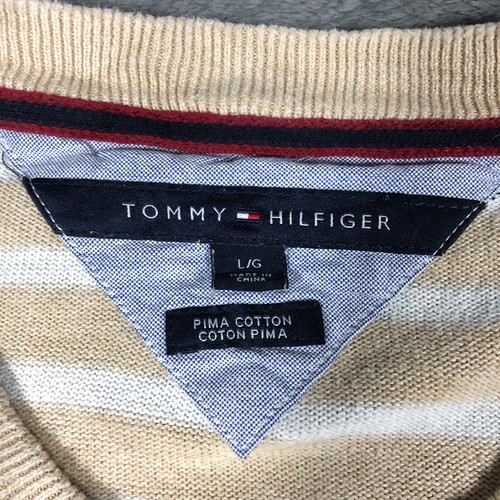 TOMMY HILFIGER
L/G
MADE IN
CHINA
PIMA COTTON
COTON PIMA